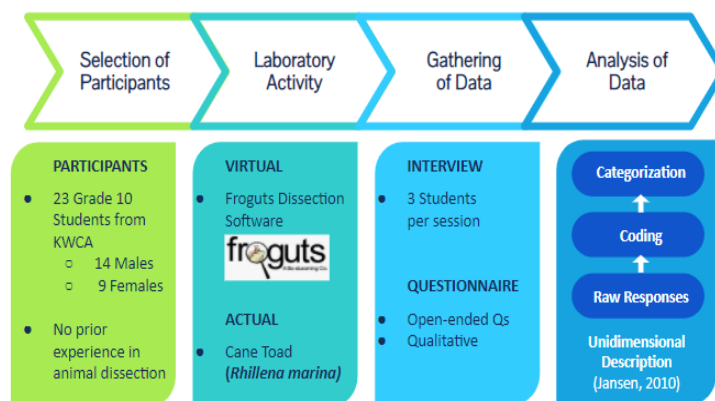 Selection of
Participants
Laboratory
Activity
Gathering
of Data
Analysis of
Data
PARTICIPANTS
● 23 Grade 10
Students from
KWCA
○ 14 Males
○ 9 Females
● No prior
experience in
animal dissection
VIRTUAL
● Froguts Dissection
Software
froguts
ACTUAL
● Cane Toad
(Rhillena marina)
INTERVIEW
● 3 Students
per session
QUESTIONNAIRE
● Open-ended Qs
● Qualitative
Categorization
Coding
Raw Responses
Unidimensional
Description
(Jansen, 2010)